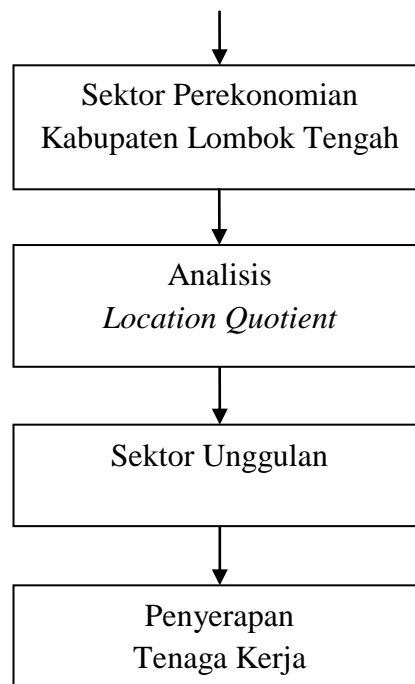 Sektor Perekonomian
Kabupaten Lombok Tengah
Analisis
Location Quotient
Sektor Unggulan
Penyerapan
Tenaga Kerja